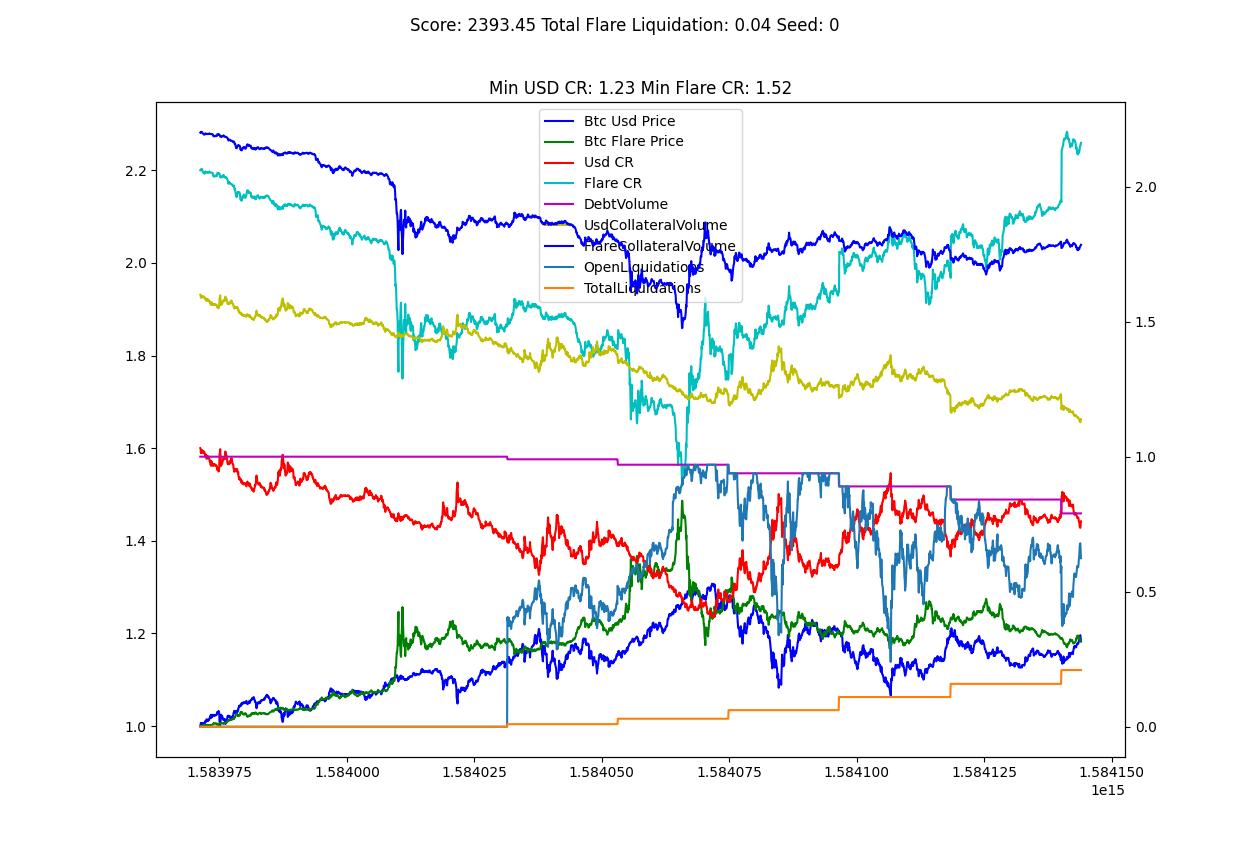 Score: 2393.45 Total Flare Liquidation: 0.04 Seed: 0
Min USD CR: 1.23 Min Flare CR: 1.52
Btc Usd Price
Btc Flare Price
Usd CR
Flare CR
DebtVolume
UsdCollateralVolume
FlareCollateralVolume
OpenLiquidations
TotalLiquidations
2.2
2.0
1.8
1.6
1.4
1.2
1.0
2.0
1.5
1.0
0.5
0.0
1.583975 1.584000 1.584025 1.584050 1.584075 1.584100 1.584125 1.584150
1e15